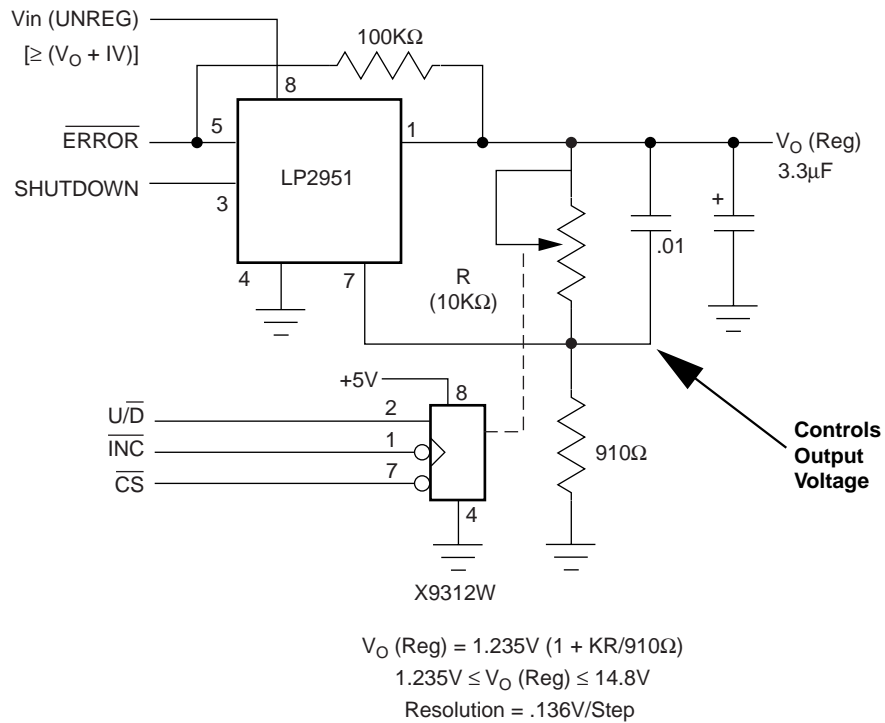 Vin (UNREG)
[≥ (VO + IV)]
100KΩ
8
ERROR
5
1
VO (Reg)
3.3μF
LP2951
SHUTDOWN
3
+
.01
4
7
R
(10KΩ)
+5V
8
U/D
2
INC
1
910Ω
CS
7
4
Controls
Output
Voltage
X9312W
VO (Reg) = 1.235V (1 + KR/910Ω)
1.235V ≤ VO (Reg) ≤ 14.8V
Resolution = .136V/Step